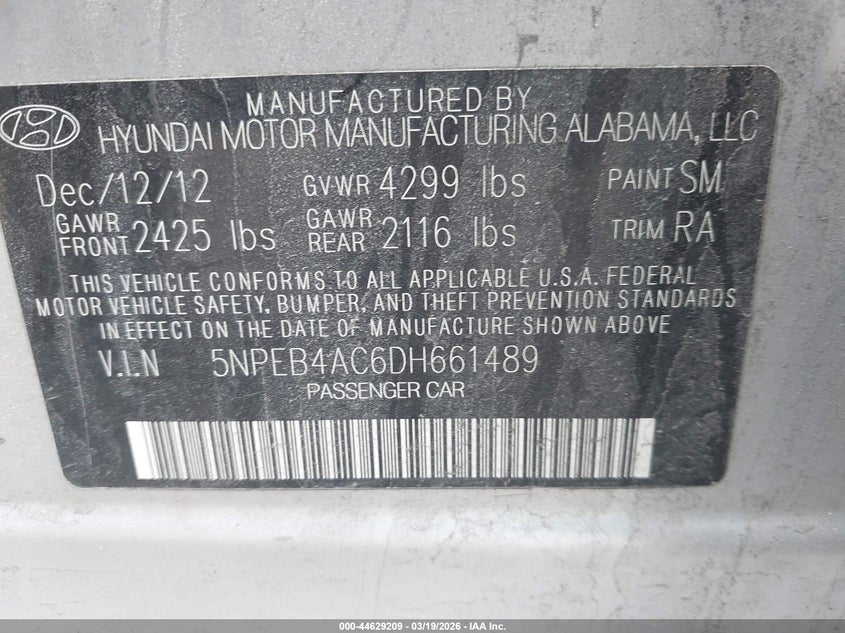 MANUFACTURED BY
HYUNDAI MOTOR MANUFACTURING ALABAMA, LLC
Dec/12/12 GVWR 4299 lbs PAINT SM
GAWR FRONT 2425 lbs GAWR REAR 2116 lbs TRIM RA
THIS VEHICLE CONFORMS TO ALL APPLICABLE U.S.A. FEDERAL
MOTOR VEHICLE SAFETY, BUMPER, AND THEFT PREVENTION STANDARDS
IN EFFECT ON THE DATE OF MANUFACTURE SHOWN ABOVE
V.I.N 5NPEB4AC6DH661489
PASSENGER CAR
000-44629209 - 03/19/2026 - IAA Inc.